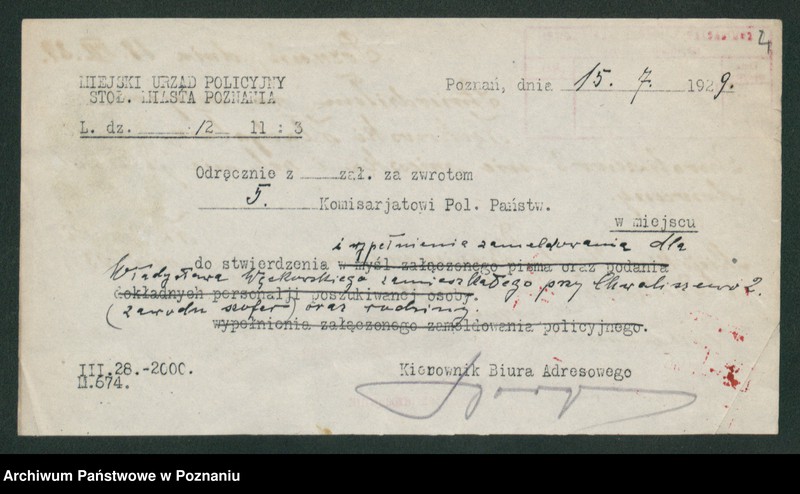 4
MIEJSKI URZĄD POLICYJNY
STOŁ. MIASTA POZNANIA
Poznań, dnia 15. 7. 1929.
L. dz. /2 11 : 3
Odręcznie z zał. za zwrotem
5. Komisarjatowi Pol. Państw.
w miejscu
i wypełnienia zameldowania dla
do stwierdzenia w myśl załączonego pisma oraz podania
Władysława zamieszkałego przy Chwaliszewo 2.
dokładnych personalji poszukiwanej osoby.
(zawodu szofer) oraz rodziny.
wypełnionia załączonego zameldowania policyjnego.
III.28.-2000.
M.674.
Kierownik Biura Adresowego
Archiwum Państwowe w Poznaniu